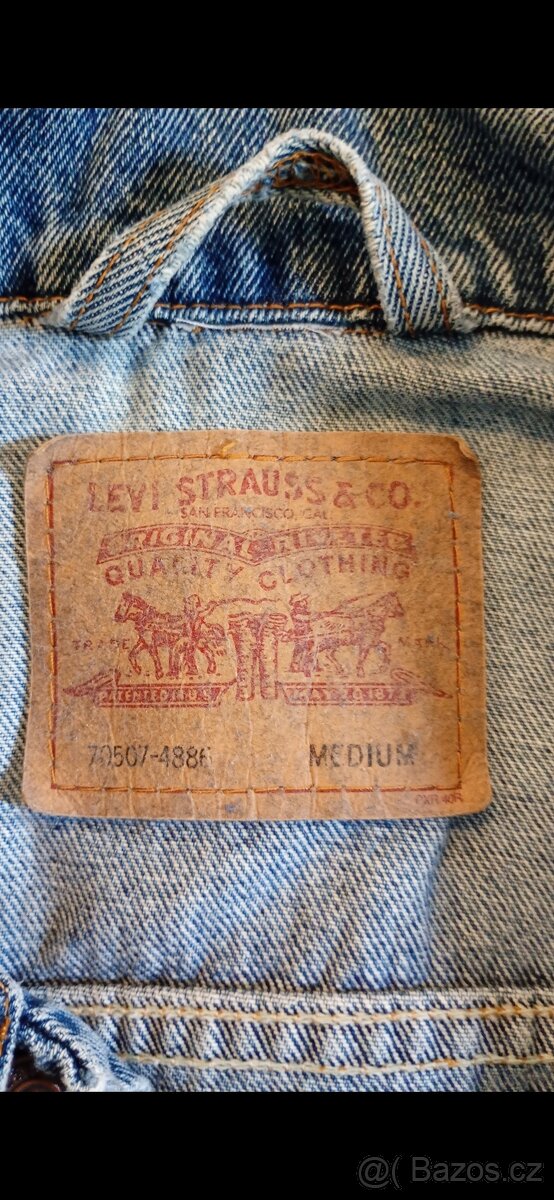 LEVI STRAUSS & CO.
SAN FRANCISCO, CAL
ORIGINAL RIVETED
QUALITY CLOTHING
TRADE MARK
70507-4886 MEDIUM
@( Bazos.cz